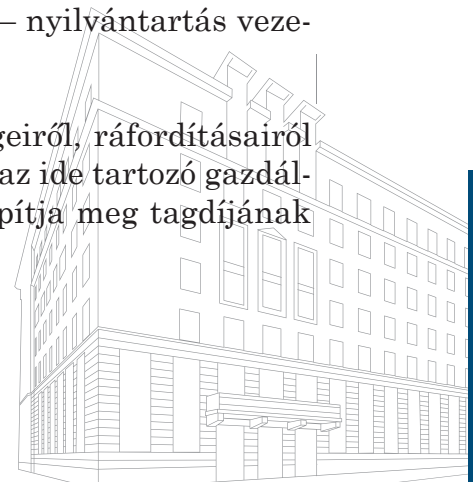 – nyilvántartás veze-
geiről, ráfordításairól
az ide tartozó gazdál-
pítja meg tagdíjának